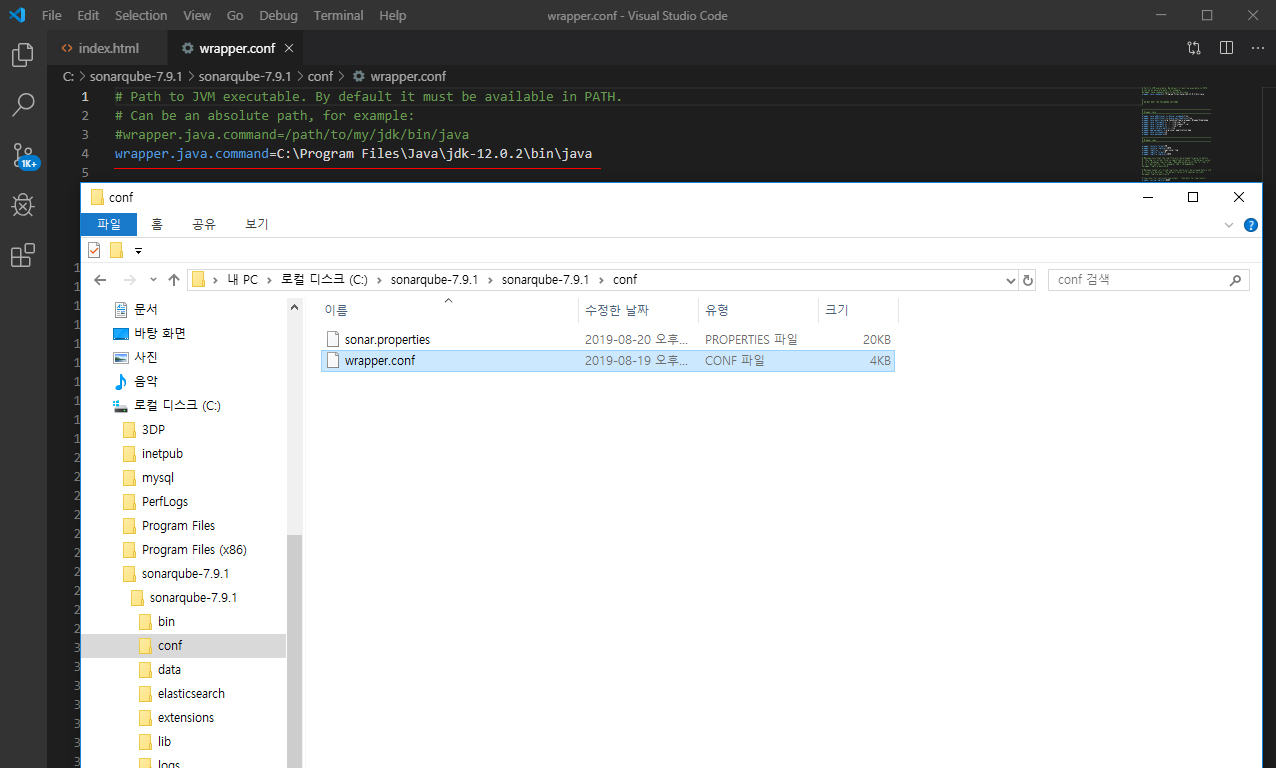 File Edit Selection View Go Debug Terminal Help wrapper.conf - Visual Studio Code
<> index.html wrapper.conf
C: > sonarqube-7.9.1 > sonarqube-7.9.1 > conf > wrapper.conf
1 # Path to JVM executable. By default it must be available in PATH.
2 # Can be an absolute path, for example:
3 #wrapper.java.command=/path/to/my/jdk/bin/java
4 wrapper.java.command=C:\Program Files\Java\jdk-12.0.2\bin\java
5
1K+
conf
파일 홈 공유 보기
내 PC > 로컬 디스크 (C:) > sonarqube-7.9.1 > sonarqube-7.9.1 > conf
conf 검색
이름 수정한 날짜 유형 크기
sonar.properties 2019-08-20 오후... PROPERTIES 파일 20KB
wrapper.conf 2019-08-19 오후... CONF 파일 4KB
문서
바탕 화면
사진
음악
로컬 디스크 (C:)
3DP
inetpub
mysql
PerfLogs
Program Files
Program Files (x86)
sonarqube-7.9.1
sonarqube-7.9.1
bin
conf
data
elasticsearch
extensions
lib
logs